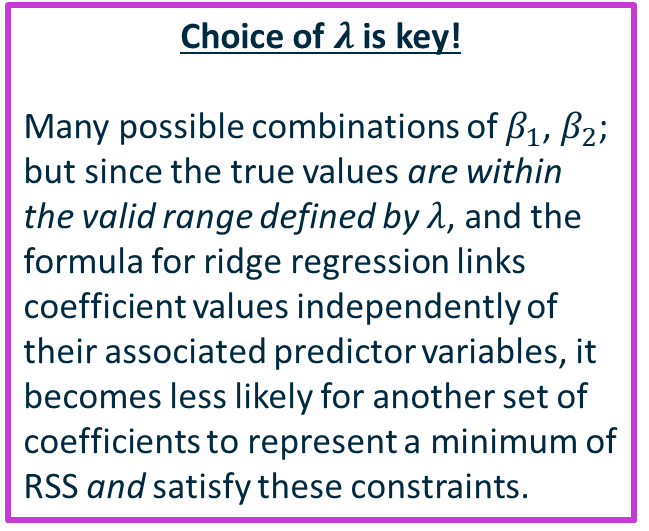 Choice of λ is key!
Many possible combinations of β₁, β₂;
but since the true values are within
the valid range defined by λ, and the
formula for ridge regression links
coefficient values independently of
their associated predictor variables, it
becomes less likely for another set of
coefficients to represent a minimum of
RSS and satisfy these constraints.